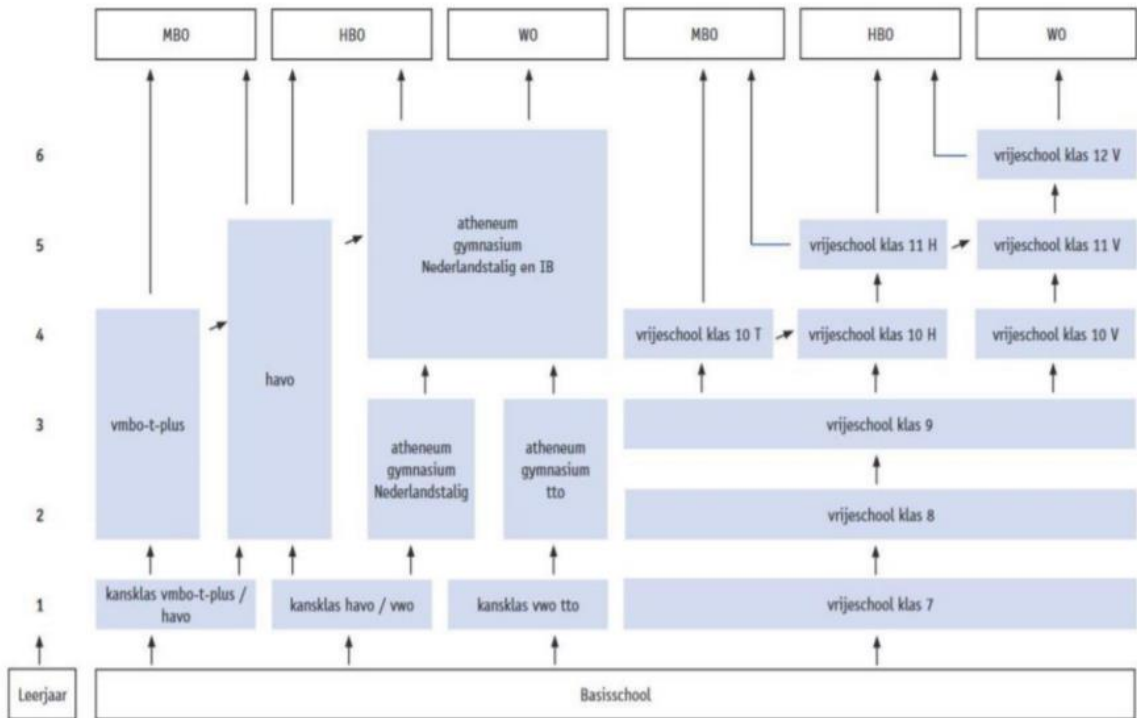 MBO
HBO
WO
MBO
HBO
WO
6
vrijeschool klas 12 V
5
atheneum
gymnasium
Nederlandstalig en IB
vrijeschool klas 11 H
vrijeschool klas 11 V
4
vrijeschool klas 10 T
vrijeschool klas 10 H
vrijeschool klas 10 V
havo
3
vmbo-t-plus
atheneum
gymnasium
Nederlandstalig
atheneum
gymnasium
tto
vrijeschool klas 9
2
vrijeschool klas 8
1
kansklas vmbo-t-plus /
havo
kansklas havo / vwo
kansklas vwo tto
vrijeschool klas 7
Leerjaar
Basisschool